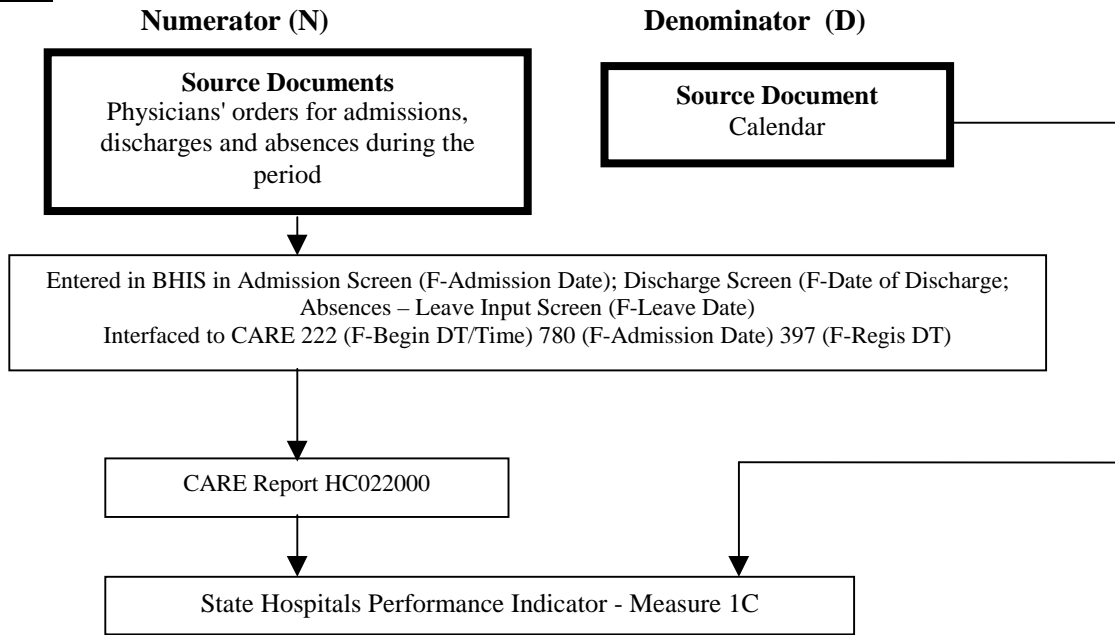 Numerator (N)
Denominator (D)
Source Documents
Physicians' orders for admissions,
discharges and absences during the
period
Source Document
Calendar
Entered in BHIS in Admission Screen (F-Admission Date); Discharge Screen (F-Date of Discharge;
Absences – Leave Input Screen (F-Leave Date)
Interfaced to CARE 222 (F-Begin DT/Time) 780 (F-Admission Date) 397 (F-Regis DT)
CARE Report HC022000
State Hospitals Performance Indicator - Measure 1C